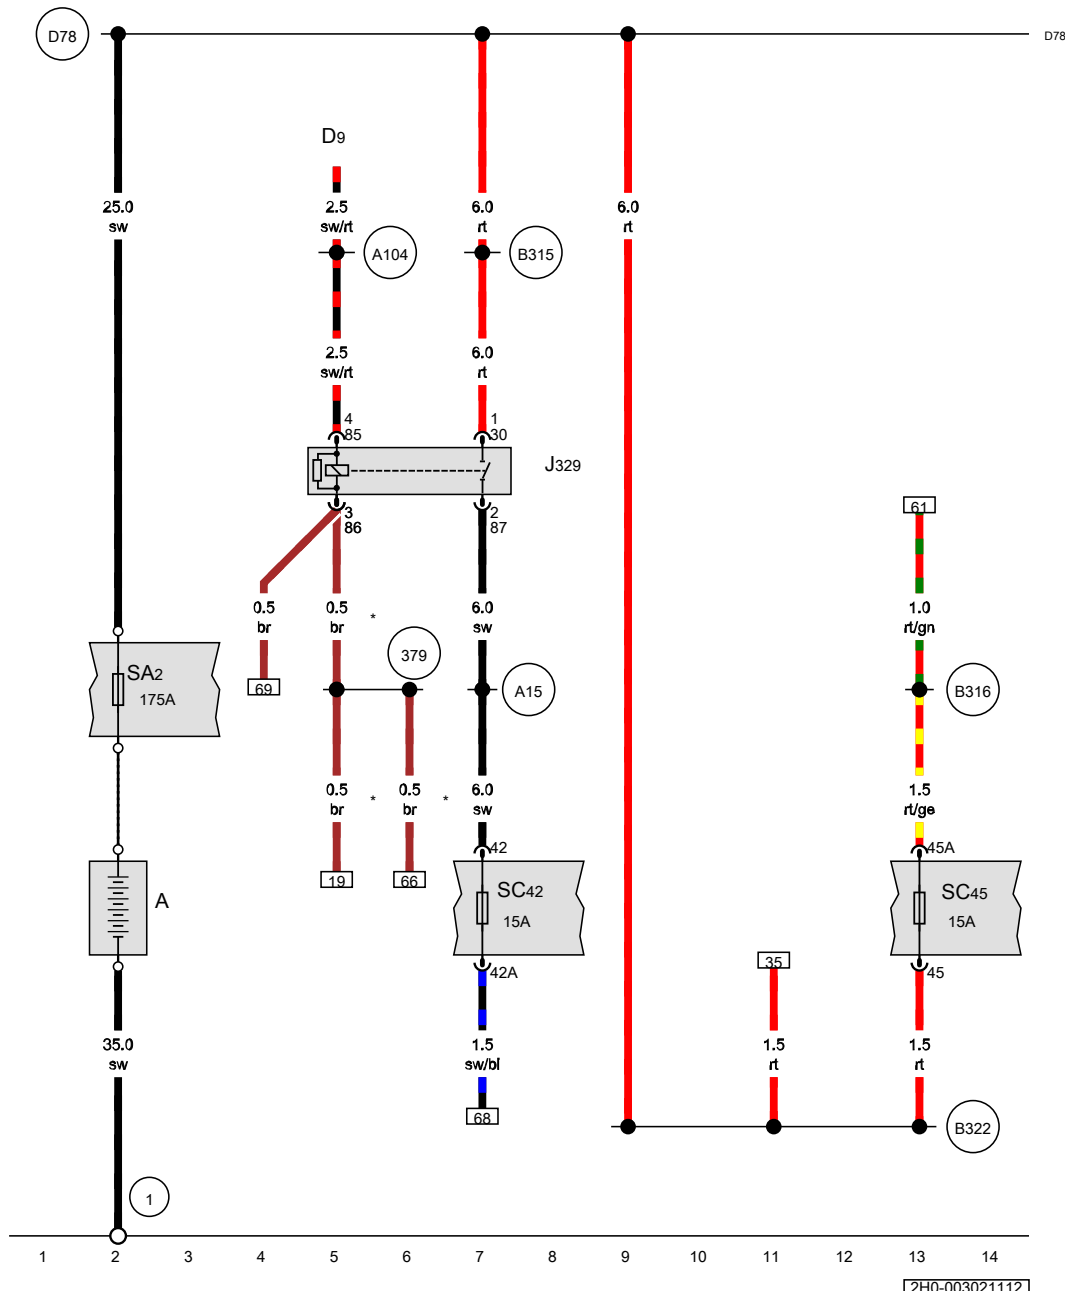 D78
D78
D9
25.0
sw
2.5
sw/rt
6.0
rt
6.0
rt
A104
B315
2.5
sw/rt
6.0
rt
4
85
1
30
J329
3
86
2
87
61
0.5
br
0.5
br
*
6.0
sw
1.0
rt/gn
379
SA2
175A
69
A15
B316
0.5
br
*
0.5
br
*
6.0
sw
1.5
rt/ge
42
45A
19
66
A
SC42
15A
SC45
15A
35
42A
45
35.0
sw
1.5
sw/bl
1.5
rt
1.5
rt
68
B322
1
1 2 3 4 5 6 7 8 9 10 11 12 13 14
2H0-003021112